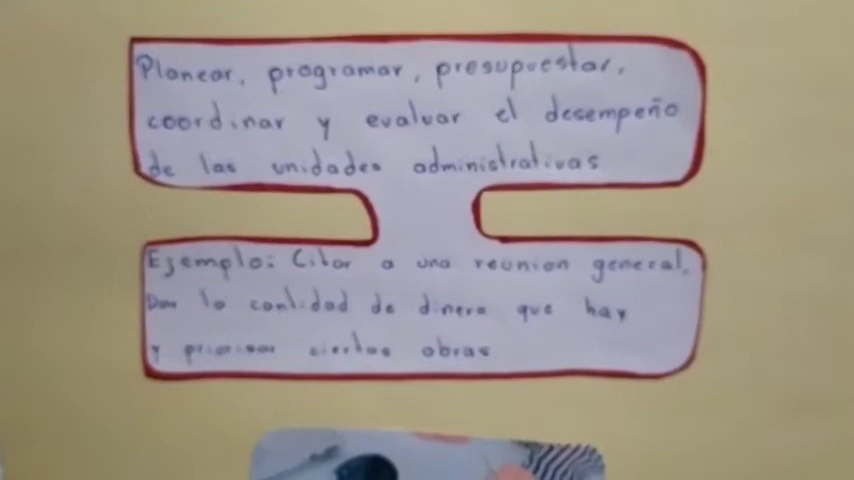 Planear, programar, presupuestar,
coordinar y evaluar el desempeño
de las unidades administrativas
Ejemplo: Citar a una reunion general.
Dar la cantidad de dinero que hay
y priorisar ciertas obras